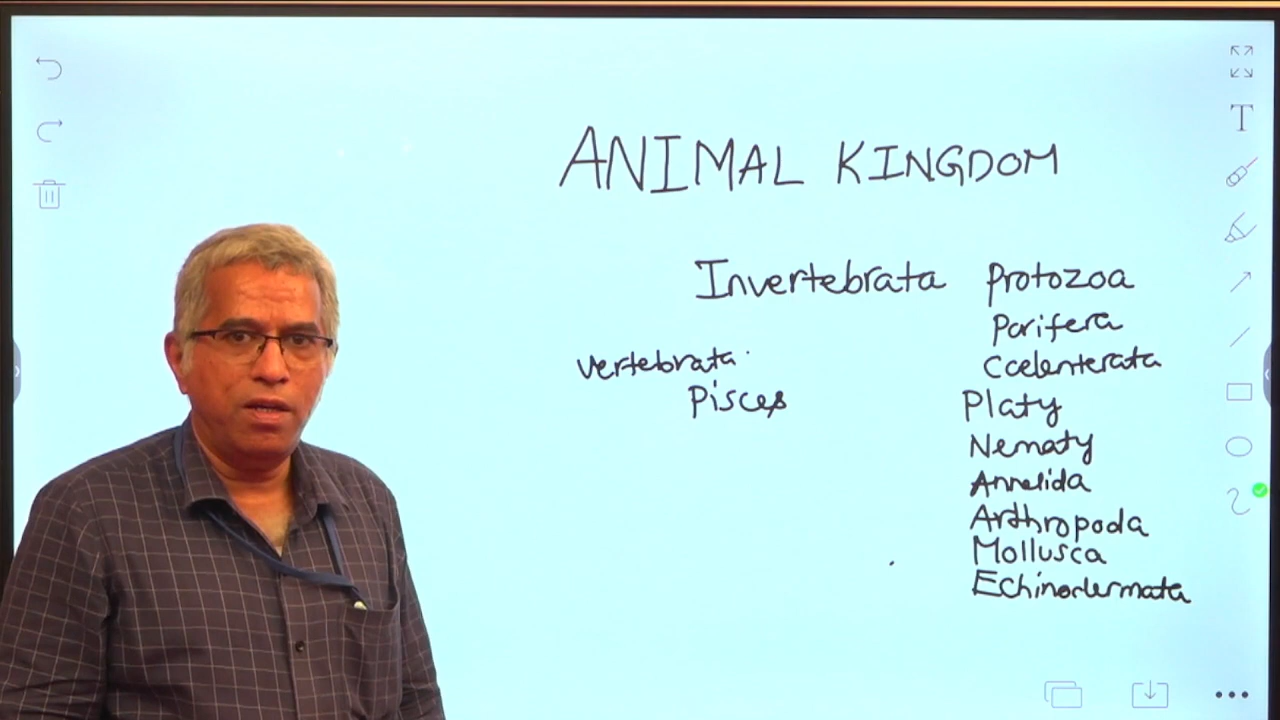 ANIMAL KINGDOM
Invertebrata Protozoa
Porifera
Vertebrata
Coelenterata
Pisces
Platy
Nematy
Annelida
Arthropoda
Mollusca
Echinodermata
T